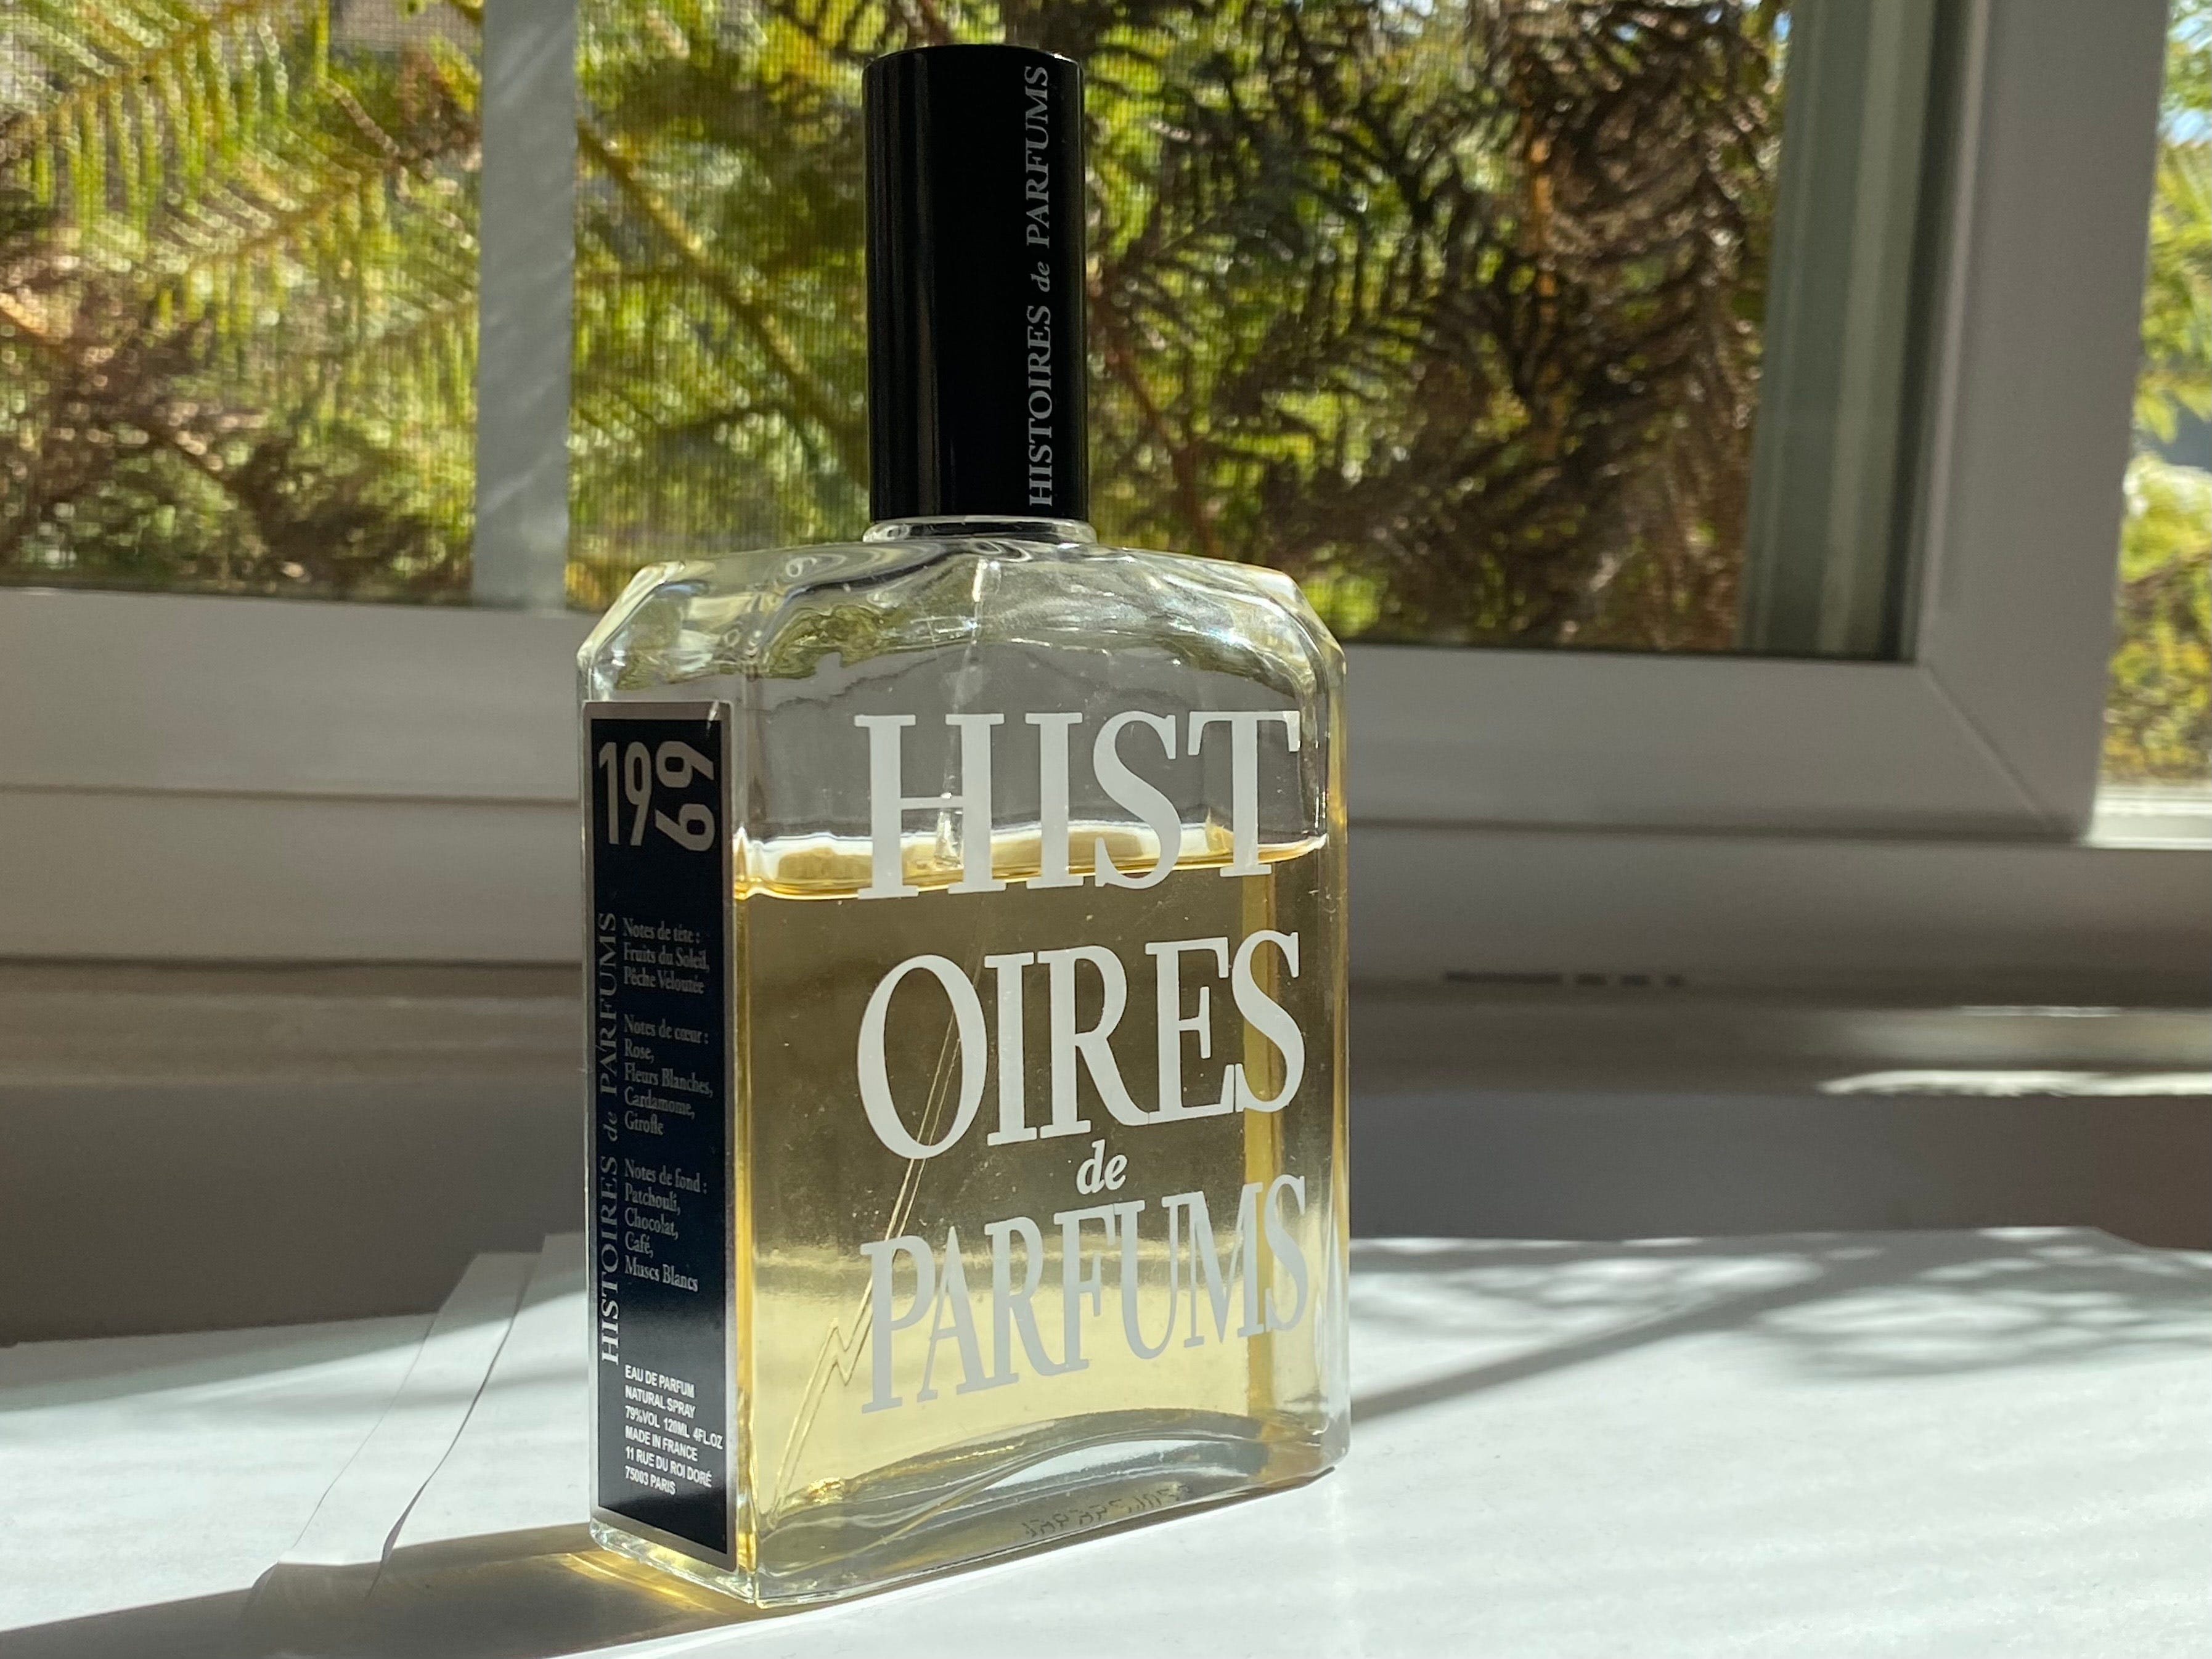 HISTOIRES de PARFUMS
HIST
OIRES
de
PARFUMS
1969
HISTOIRES de PARFUMS
Notes de tête :
Fruits du Soleil,
Pêche Veloutée
Notes de cœur :
Rose,
Fleurs Blanches,
Cardamome,
Girofle
Notes de fond :
Patchouli,
Chocolat,
Café,
Muscs Blancs
EAU DE PARFUM
NATURAL SPRAY
79%VOL 120ML 4FL.OZ
MADE IN FRANCE
11 RUE DU ROI DORÉ
75003 PARIS